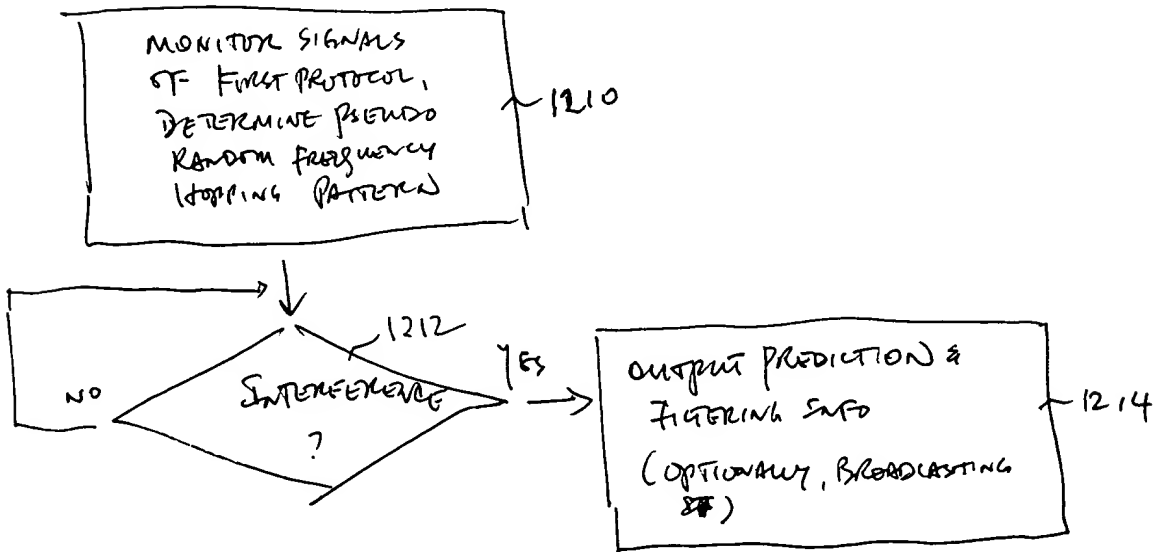 MONITOR SIGNALS
OF FIRST PROTOCOL,
DETERMINE PSEUDO
RANDOM FREQUENCY
HOPPING PATTERN
1210
1212
INTERFERENCE
?
NO
YES
OUTPUT PREDICTION &
FILTERING INFO
(OPTIONALLY, BROADCASTING
)
1214